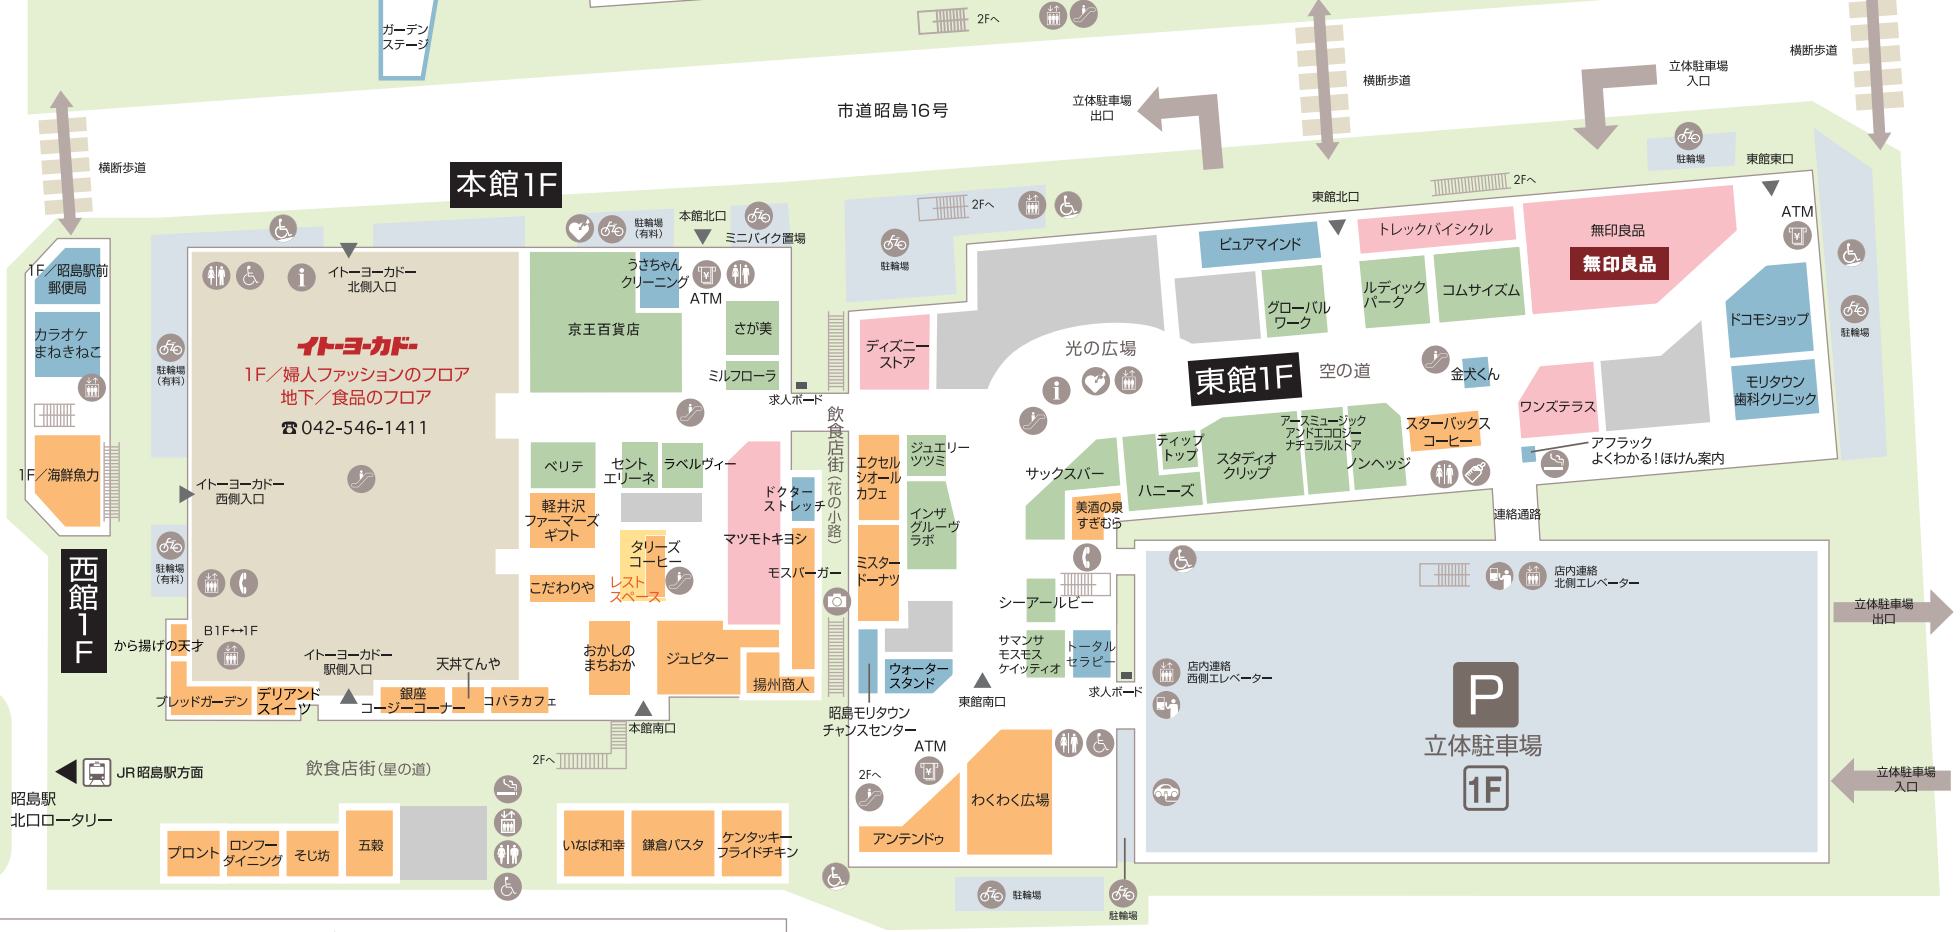 ガーデン
ステージ
2Fへ
横断歩道
市道昭島16号
立体駐車場
出口
横断歩道
立体駐車場
入口
横断歩道
本館1F
駐輪場
(有料)
本館北口
ミニバイク置場
2Fへ
駐輪場
東館北口
2Fへ
駐輪場
東館東口
ATM
1F/昭島駅前
郵便局
カラオケ
まねきねこ
1F/海鮮魚力
西館1F
駐輪場
(有料)
駐輪場
(有料)
イトーヨーカドー
北側入口
イトーヨーカドー
1F/婦人ファッションのフロア
地下/食品のフロア
☎042-546-1411
イトーヨーカドー
西側入口
B1F↔1F
イトーヨーカドー
駅側入口
うさちゃん
クリーニング
ATM
京王百貨店
さが美
ミルフローラ
求人ボード
ベリテ
セント
エリーネ
ラベルヴィー
軽井沢
ファーマーズ
ギフト
タリーズ
コーヒー
レスト
スペース
こだわりや
マツモトキヨシ
ドクター
ストレッチ
モスバーガー
おかしの
まちおか
ジュピター
揚州商人
から揚げの天才
ブレッドガーデン
デリアンド
スイーツ
銀座
コージーコーナー
天丼てんや
コバラカフェ
本館南口
2Fへ
JR昭島駅方面
昭島駅
北口ロータリー
飲食店街(星の道)
プロント
ロンフー
ダイニング
そじ坊
五穀
いなば和幸
鎌倉パスタ
ケンタッキー
フライドチキン
飲食店街(花の小路)
ディズニー
ストア
光の広場
東館1F
空の道
ピュアマインド
トレックバイシクル
無印良品
無印良品
グローバル
ワーク
ルディック
パーク
コムサイズム
ドコモショップ
モリタウン
歯科クリニック
駐輪場
金犬くん
ワンズテラス
アフラック
よくわかる!ほけん案内
スターバックス
コーヒー
アースミュージック
アンドエコロジー
ナチュラルストア
ノンヘッジ
スタディオ
クリップ
ティップ
トップ
ハニーズ
サックスバー
美酒の泉
すぎむら
エクセル
シオール
カフェ
ジュエリー
ツツミ
インザ
グルーヴ
ラボ
ミスター
ドーナツ
シーアールビー
サマンサ
モスモス
ケイッティオ
トータル
セラピー
ウォーター
スタンド
昭島モリタウン
チャンスセンター
東館南口
求人ボード
ATM
2Fへ
アンテンドゥ
わくわく広場
連絡通路
店内連絡
北側エレベーター
店内連絡
西側エレベーター
P
立体駐車場
1F
立体駐車場
出口
立体駐車場
入口
駐輪場
駐輪場